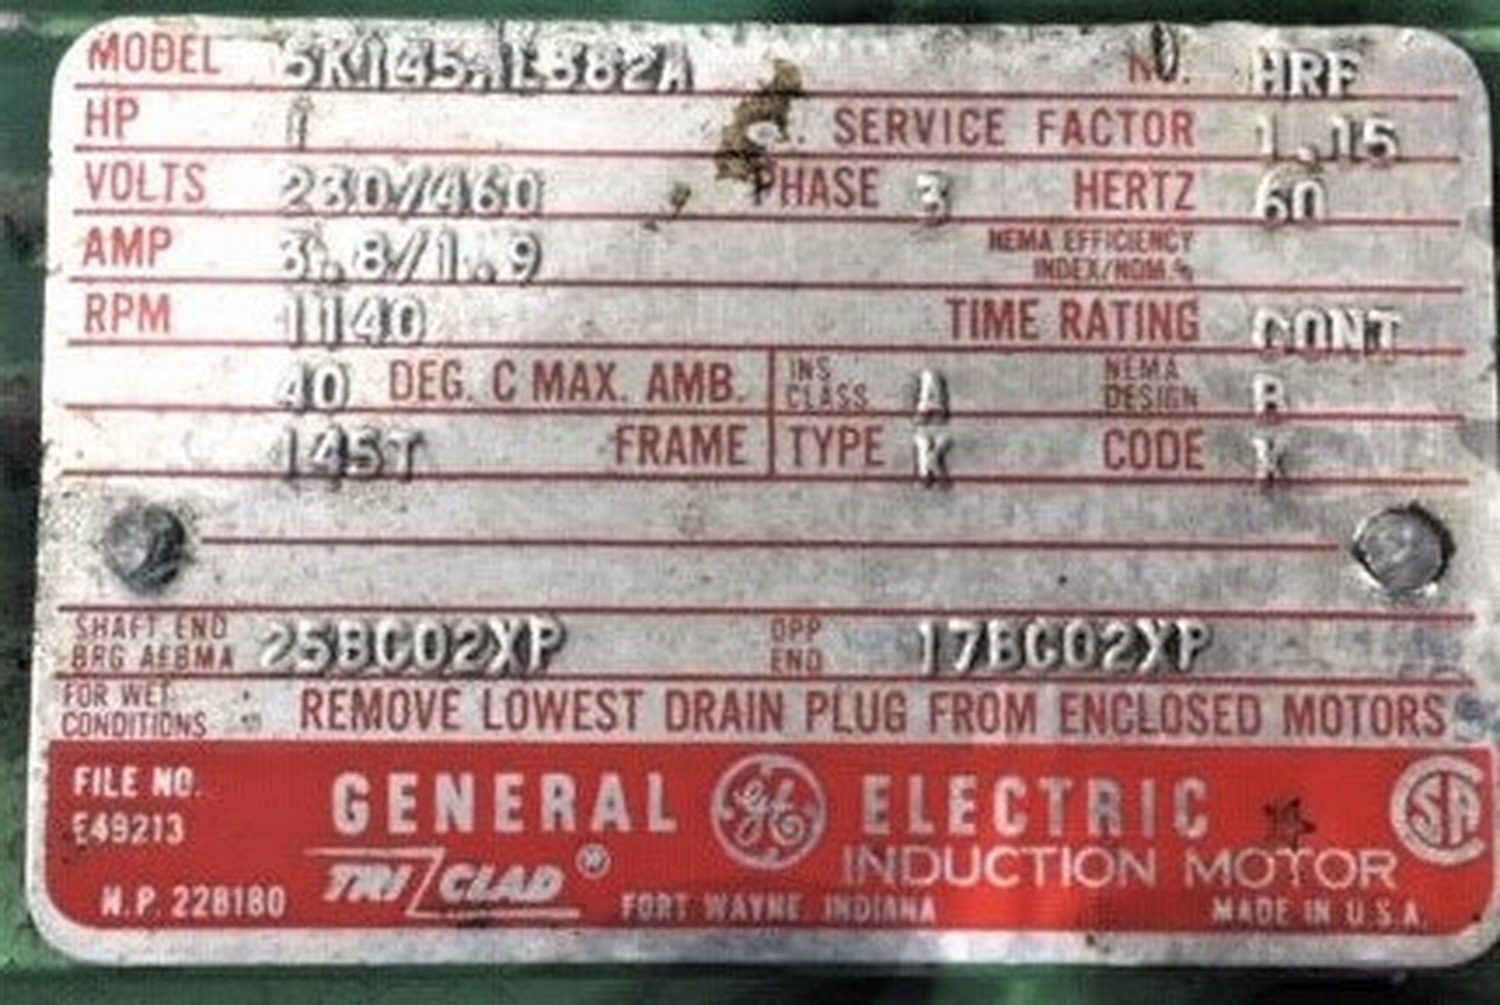 MODEL 5K145AL582A NO. HRF
HP 1 SERVICE FACTOR 1.15
VOLTS 230/460 PHASE 3 HERTZ 60
AMP 3.8/1.9 NEMA EFFICIENCY
INDEX/NOM.%
RPM 1140 TIME RATING CONT
40 DEG. C MAX. AMB. INS CLASS A NEMA DESIGN B
145T FRAME TYPE K CODE K
SHAFT END BRG AFBMA 25BC02XP OPP END 17BC02XP
FOR WET CONDITIONS REMOVE LOWEST DRAIN PLUG FROM ENCLOSED MOTORS
FILE NO.
E49213
GENERAL GE ELECTRIC SA
INDUCTION MOTOR
TRI CLAD ®
N.P. 228180 FORT WAYNE INDIANA MADE IN U.S.A.